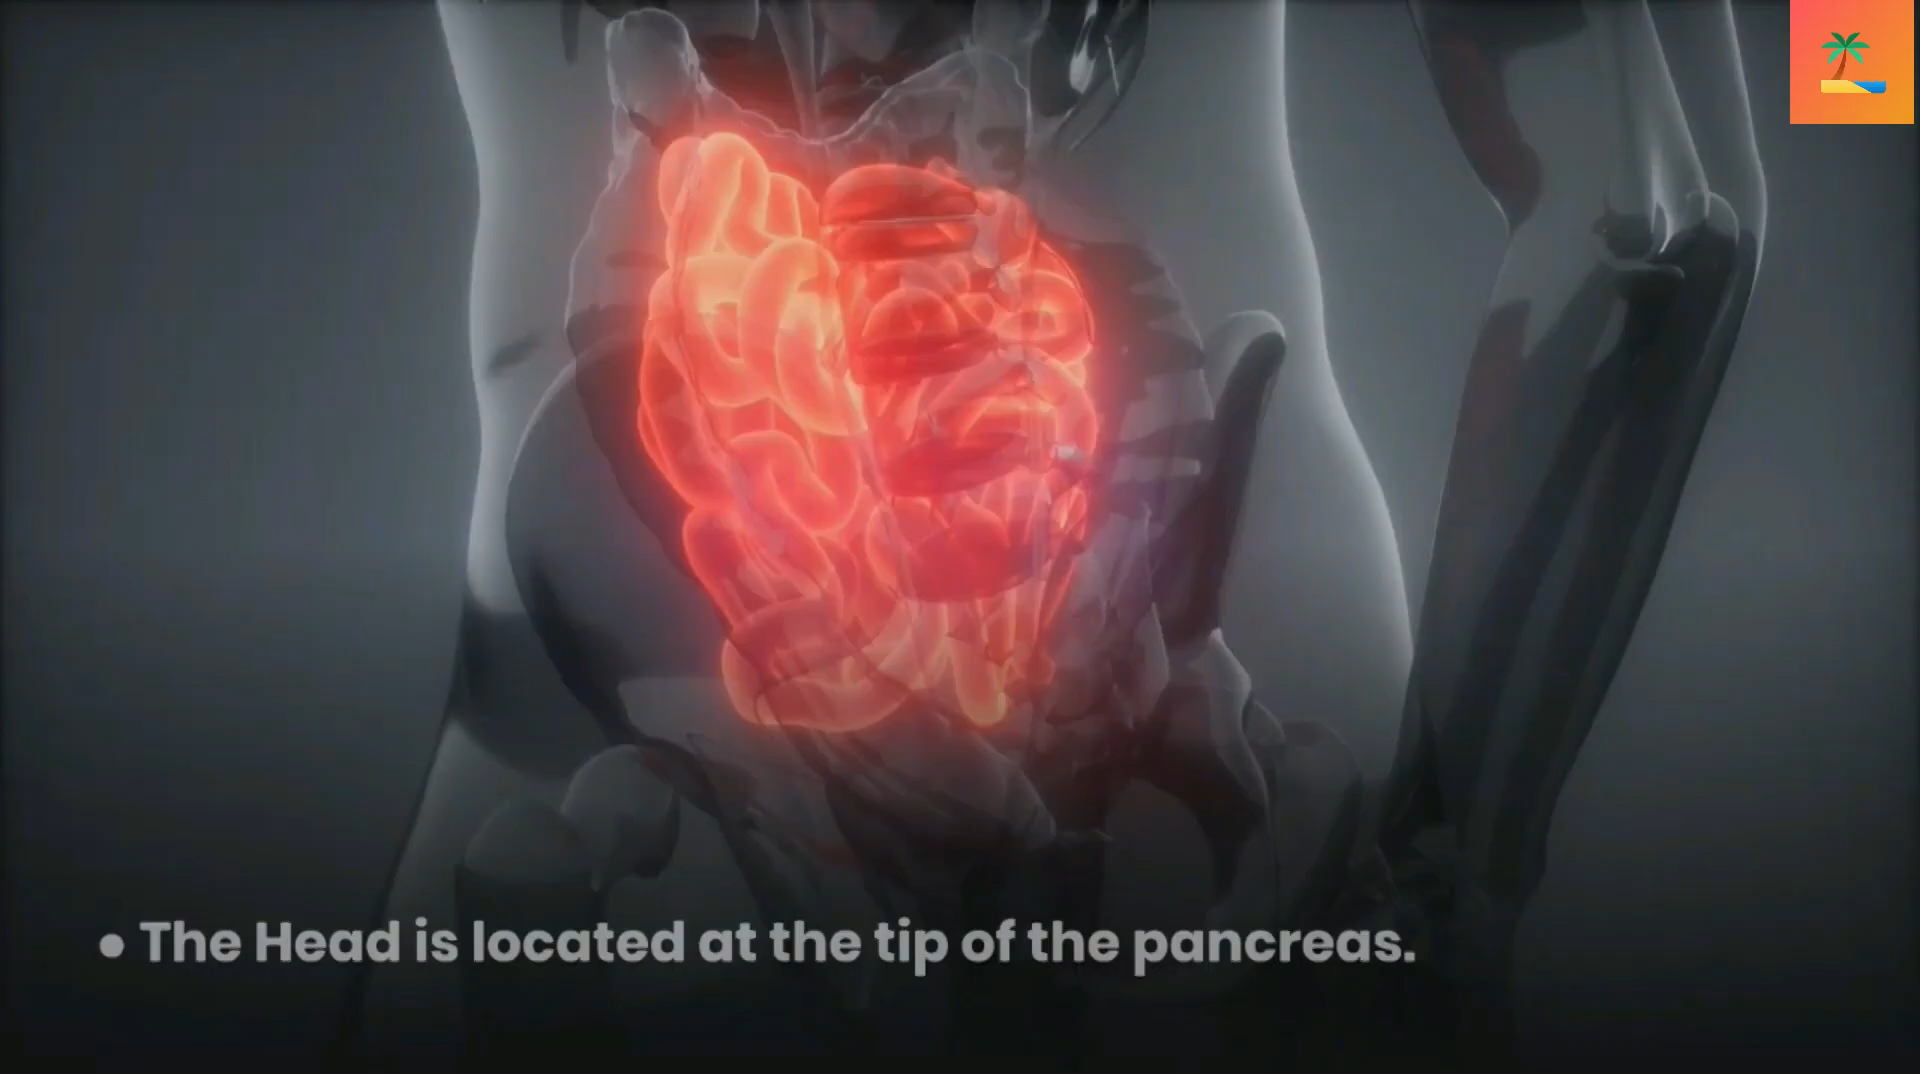 • The Head is located at the tip of the pancreas.